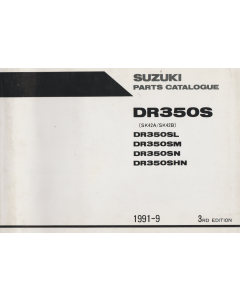 SUZUKI
PARTS CATALOGUE
DR350S
(SK42A/SK42B)
DR350SL
DR350SM
DR350SN
DR350SHN
1991-9 3RD EDITION